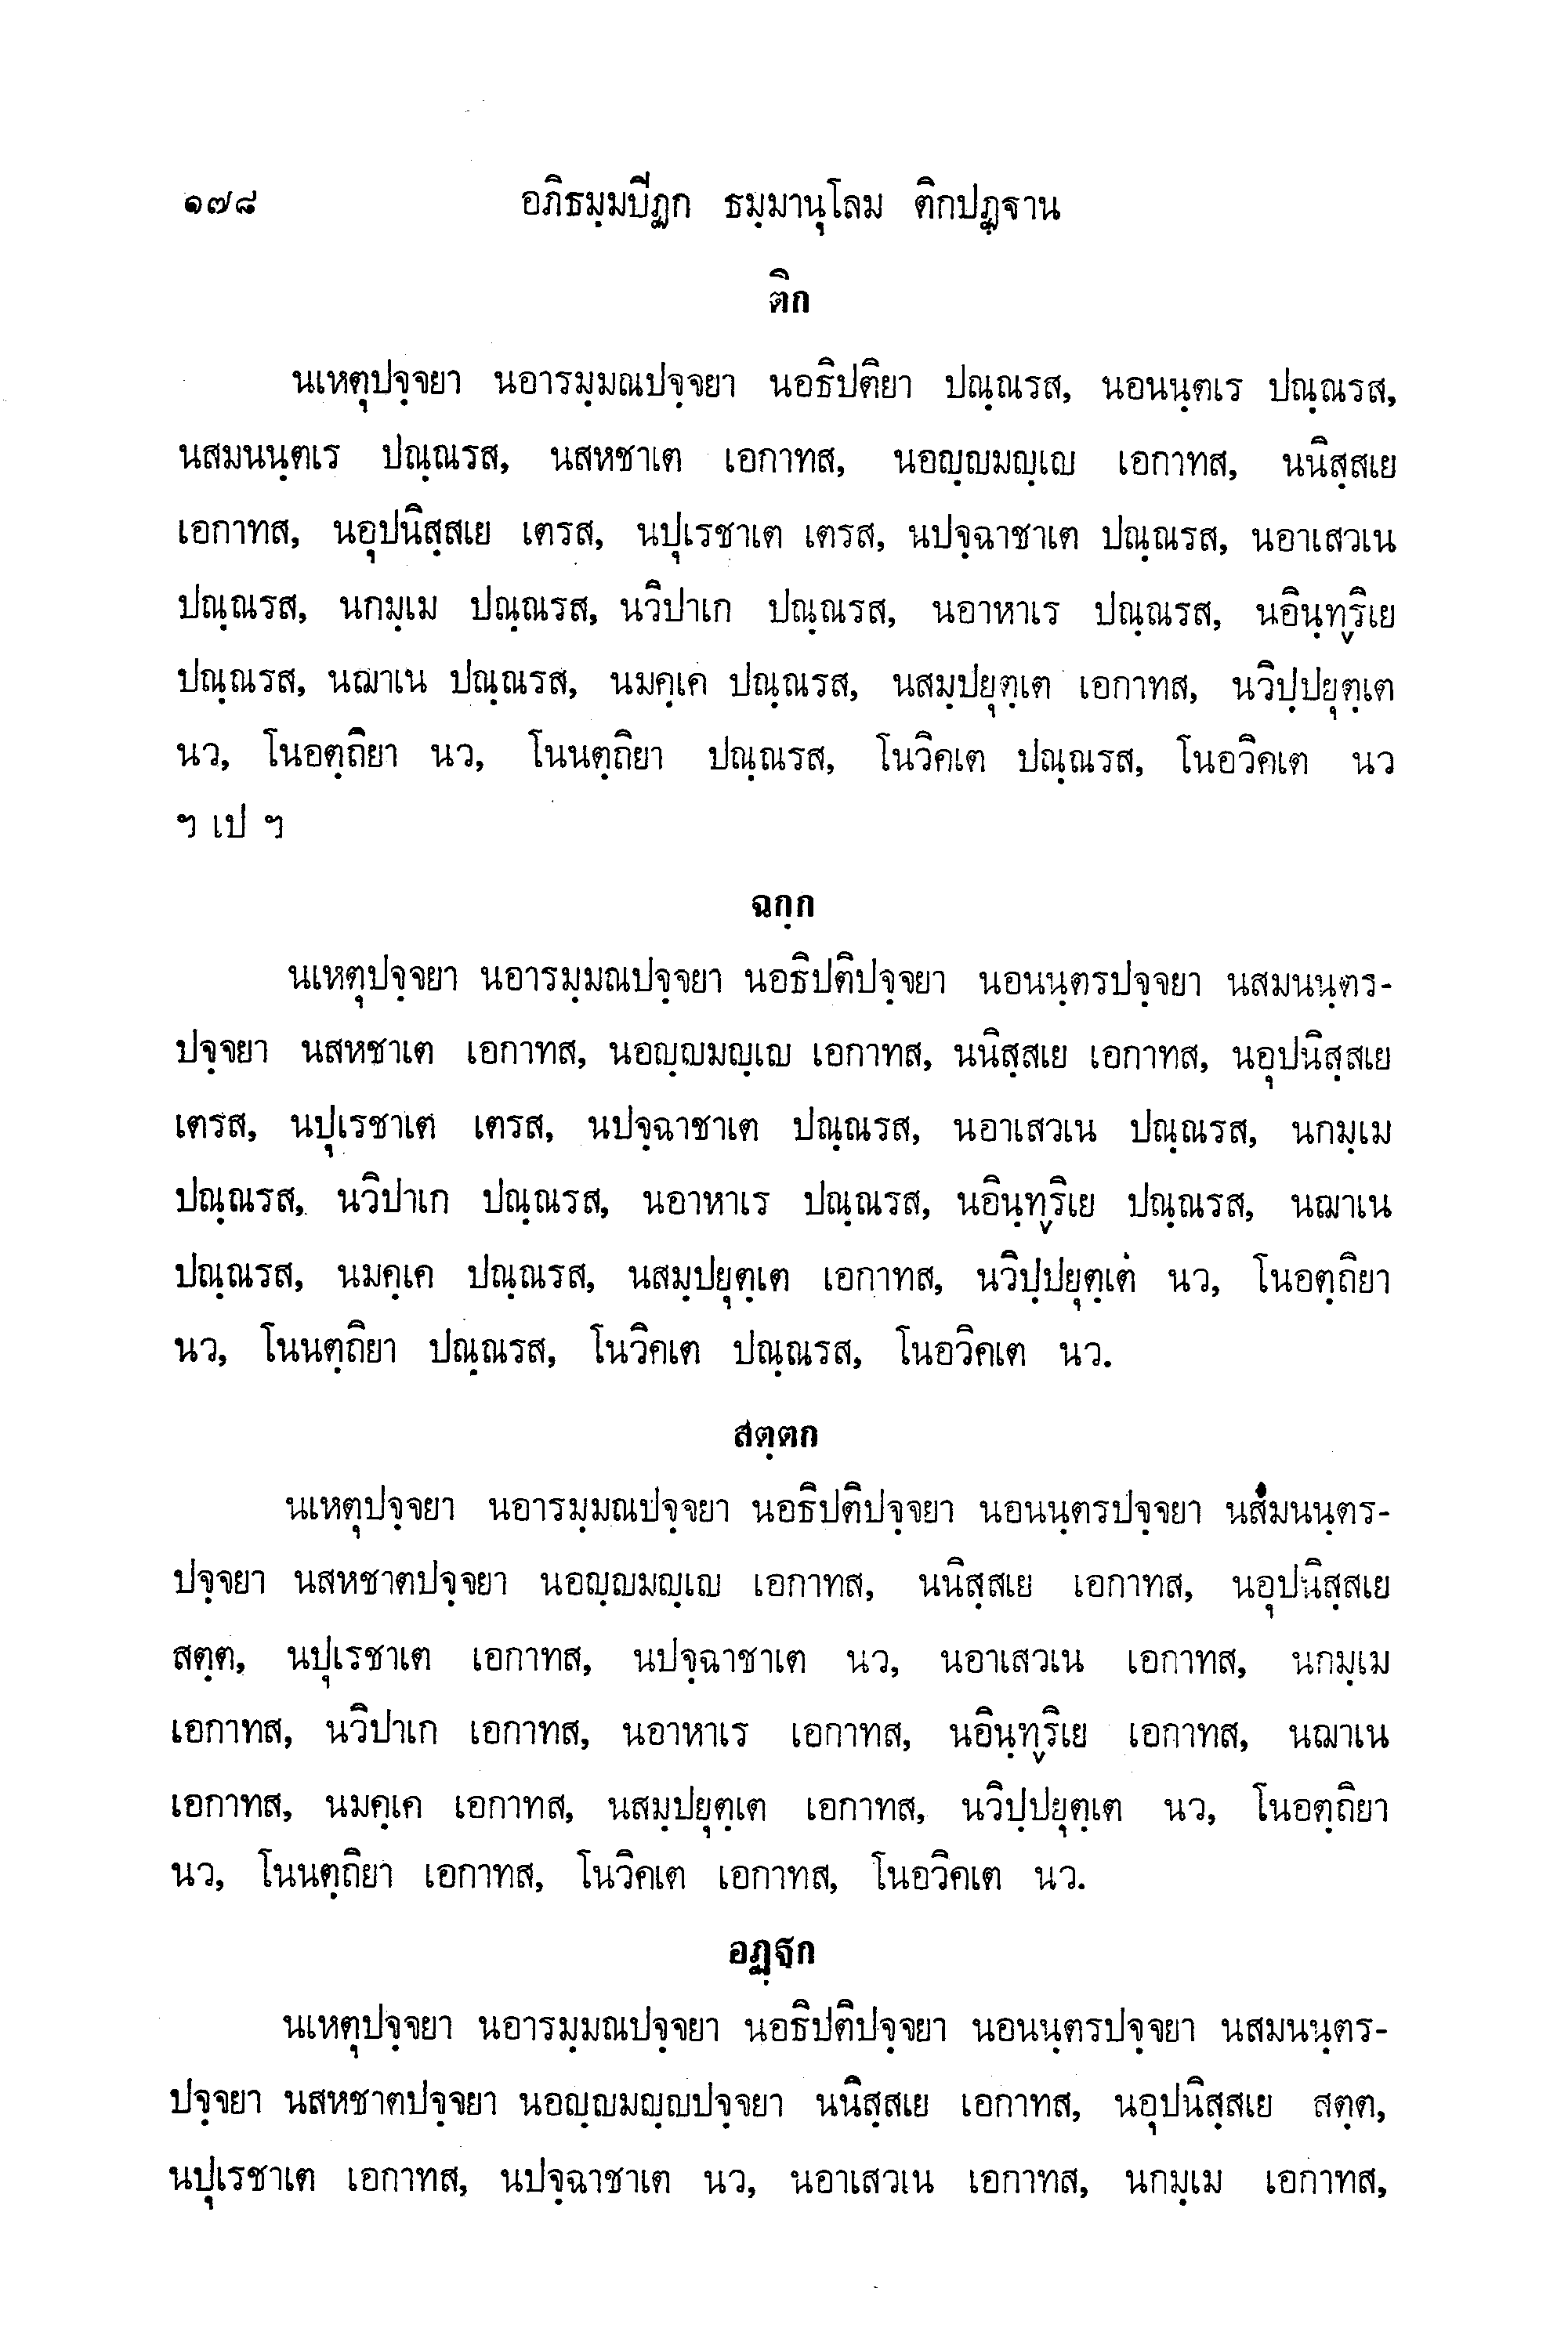 ๑๗๘ อภิธมฺมปีฏก ธมฺมานุโลม ติกปฏฺฐาน
ติก
นเหตุปจฺจยา นอารมฺมณปจฺจยา นอธิปติยา ปณฺณรส, นอนนฺตเร ปณฺณรส,
นสมนนฺตเร ปณฺณรส, นสหชาเต เอกาทส, นอญฺญมญฺเญ เอกาทส, นนิสฺสเย
เอกาทส, นอุปนิสฺสเย เตรส, นปุเรชาเต เตรส, นปจฺฉาชาเต ปณฺณรส, นอาเสวเน
ปณฺณรส, นกมฺเม ปณฺณรส, นวิปาเก ปณฺณรส, นอาหาเร ปณฺณรส, นอินฺทฺริเย
ปณฺณรส, นฌาเน ปณฺณรส, นมคฺเค ปณฺณรส, นสมฺปยุตฺเต เอกาทส, นวิปฺปยุตฺเต
นว, โนอตฺถิยา นว, โนนตฺถิยา ปณฺณรส, โนวิคเต ปณฺณรส, โนอวิคเต นว
ฯ เป ฯ
ฉกฺก
นเหตุปจฺจยา นอารมฺมณปจฺจยา นอธิปติปจฺจยา นอนนฺตรปจฺจยา นสมนนฺตร-
ปจฺจยา นสหชาเต เอกาทส, นอญฺญมญฺเญ เอกาทส, นนิสฺสเย เอกาทส, นอุปนิสฺสเย
เตรส, นปุเรชาเต เตรส, นปจฺฉาชาเต ปณฺณรส, นอาเสวเน ปณฺณรส, นกมฺเม
ปณฺณรส, นวิปาเก ปณฺณรส, นอาหาเร ปณฺณรส, นอินฺทฺริเย ปณฺณรส, นฌาเน
ปณฺณรส, นมคฺเค ปณฺณรส, นสมฺปยุตฺเต เอกาทส, นวิปฺปยุตฺเต นว, โนอตฺถิยา
นว, โนนตฺถิยา ปณฺณรส, โนวิคเต ปณฺณรส, โนอวิคเต นว.
สตฺตก
นเหตุปจฺจยา นอารมฺมณปจฺจยา นอธิปติปจฺจยา นอนนฺตรปจฺจยา นสมนนฺตร-
ปจฺจยา นสหชาตปจฺจยา นอญฺญมญฺเญ เอกาทส, นนิสฺสเย เอกาทส, นอุปนิสฺสเย
สตฺต, นปุเรชาเต เอกาทส, นปจฺฉาชาเต นว, นอาเสวเน เอกาทส, นกมฺเม
เอกาทส, นวิปาเก เอกาทส, นอาหาเร เอกาทส, นอินฺทฺริเย เอกาทส, นฌาเน
เอกาทส, นมคฺเค เอกาทส, นสมฺปยุตฺเต เอกาทส, นวิปฺปยุตฺเต นว, โนอตฺถิยา
นว, โนนตฺถิยา เอกาทส, โนวิคเต เอกาทส, โนอวิคเต นว.
อฏฺฐก
นเหตุปจฺจยา นอารมฺมณปจฺจยา นอธิปติปจฺจยา นอนนฺตรปจฺจยา นสมนนฺตร-
ปจฺจยา นสหชาตปจฺจยา นอญฺญมญฺญปจฺจยา นนิสฺสเย เอกาทส, นอุปนิสฺสเย สตฺต,
นปุเรชาเต เอกาทส, นปจฺฉาชาเต นว, นอาเสวเน เอกาทส, นกมฺเม เอกาทส,